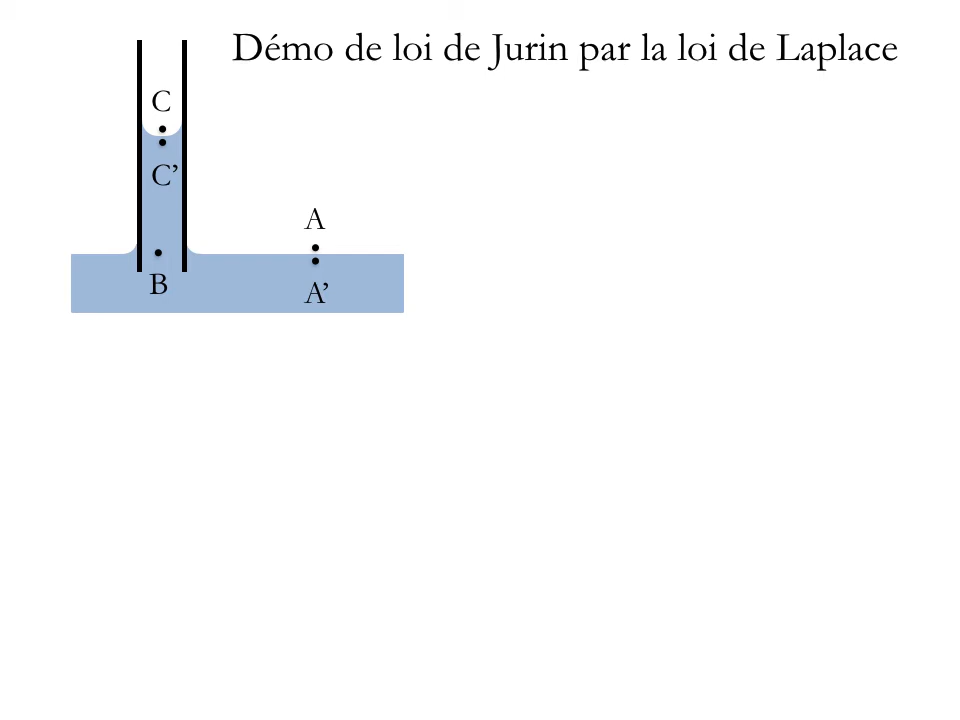 Démo de loi de Jurin par la loi de Laplace
C
C’
A
B
A’